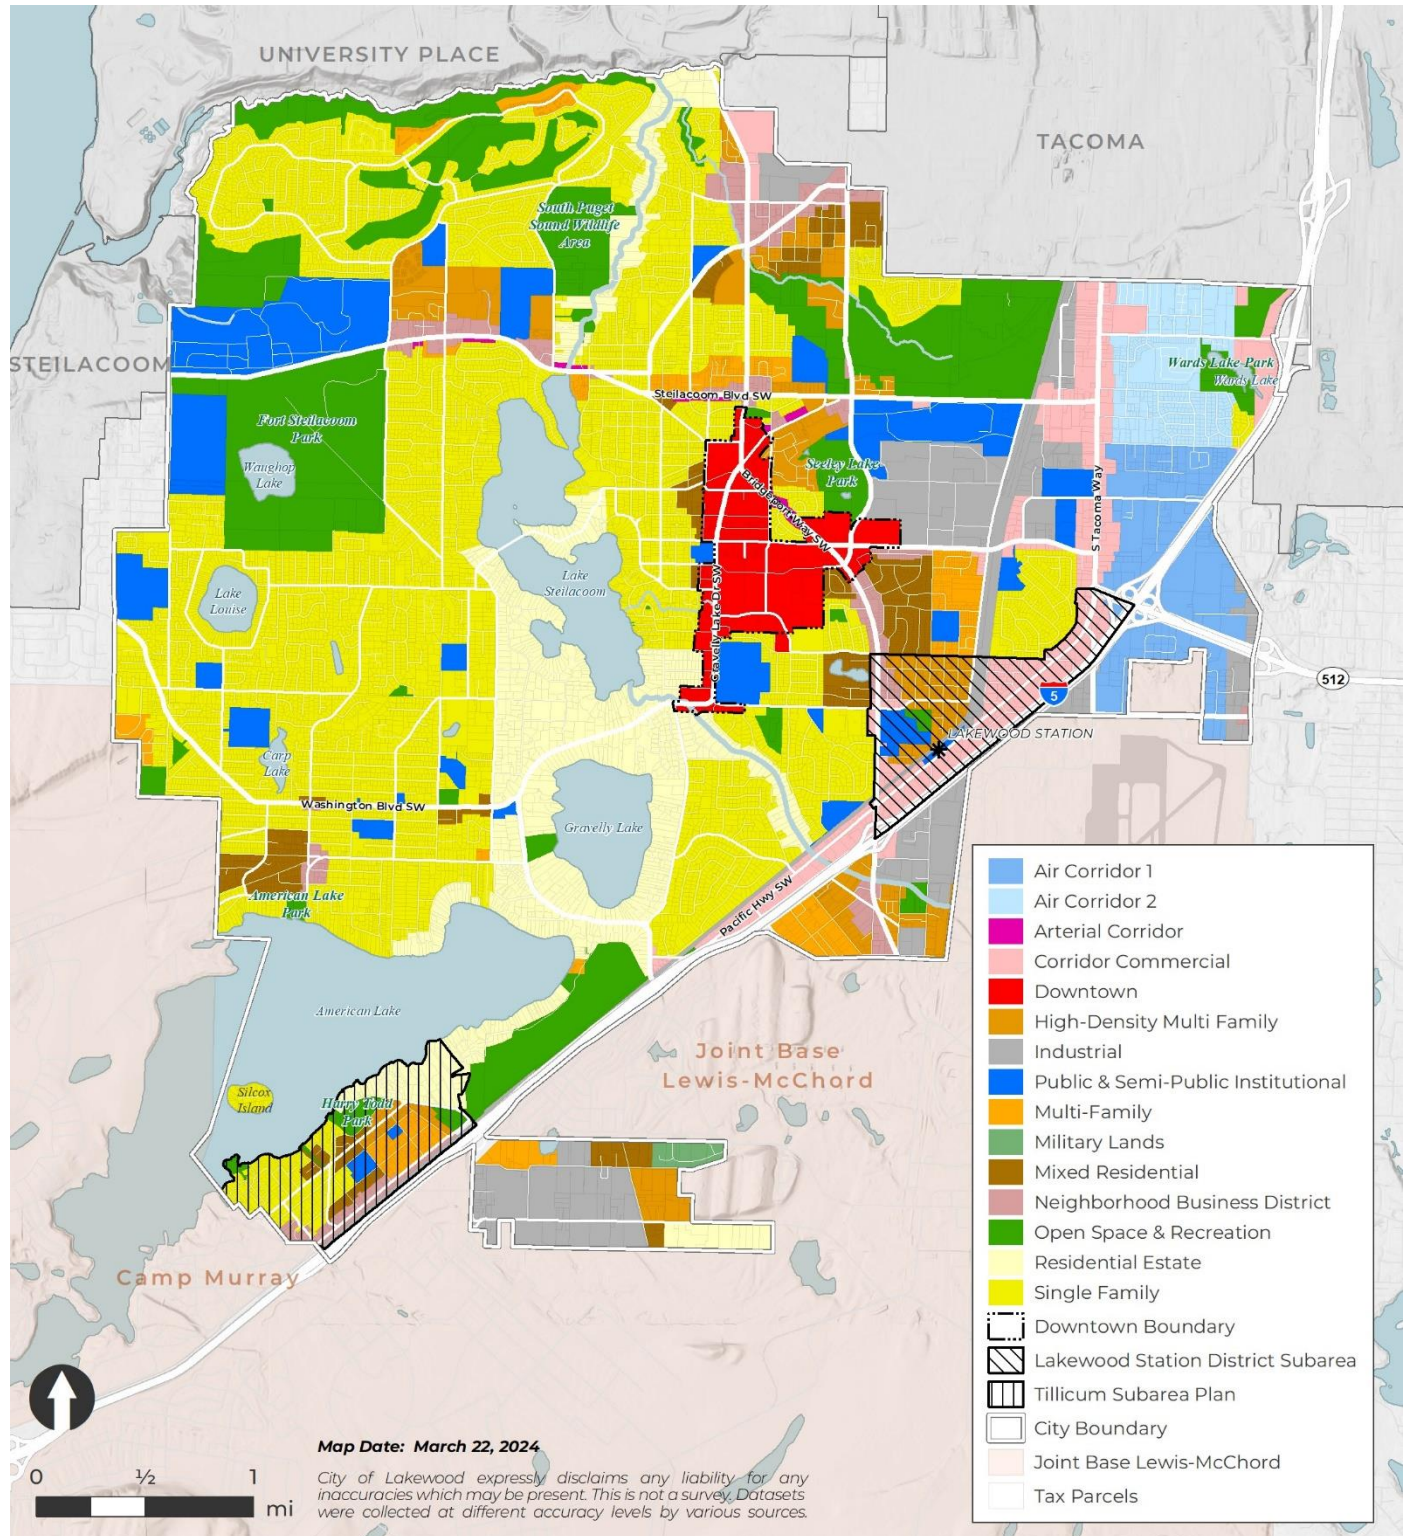 UNIVERSITY PLACE
TACOMA
South Puget
Sound Wildlife
Area
STEILACOOM
Wards Lake Park
Wards Lake
Steilacoom Blvd SW
Fort Steilacoom
Park
Waughop
Lake
Seeley Lake
Park
Bridgeport Way SW
S Tacoma Way
Lake
Louise
Lake
Steilacoom
Gravelly Lake Dr SW
512
5
LAKEWOOD STATION
Carp
Lake
Washington Blvd SW
Gravelly Lake
American Lake
Park
Pacific Hwy SW
American Lake
Joint Base
Lewis-McChord
Silcox
Island
Harry Todd
Park
Camp Murray
Air Corridor 1
Air Corridor 2
Arterial Corridor
Corridor Commercial
Downtown
High-Density Multi Family
Industrial
Public & Semi-Public Institutional
Multi-Family
Military Lands
Mixed Residential
Neighborhood Business District
Open Space & Recreation
Residential Estate
Single Family
Downtown Boundary
Lakewood Station District Subarea
Tillicum Subarea Plan
City Boundary
Joint Base Lewis-McChord
Tax Parcels
Map Date: March 22, 2024
City of Lakewood expressly disclaims any liability for any
inaccuracies which may be present. This is not a survey. Datasets
were collected at different accuracy levels by various sources.
0 ½ 1
mi